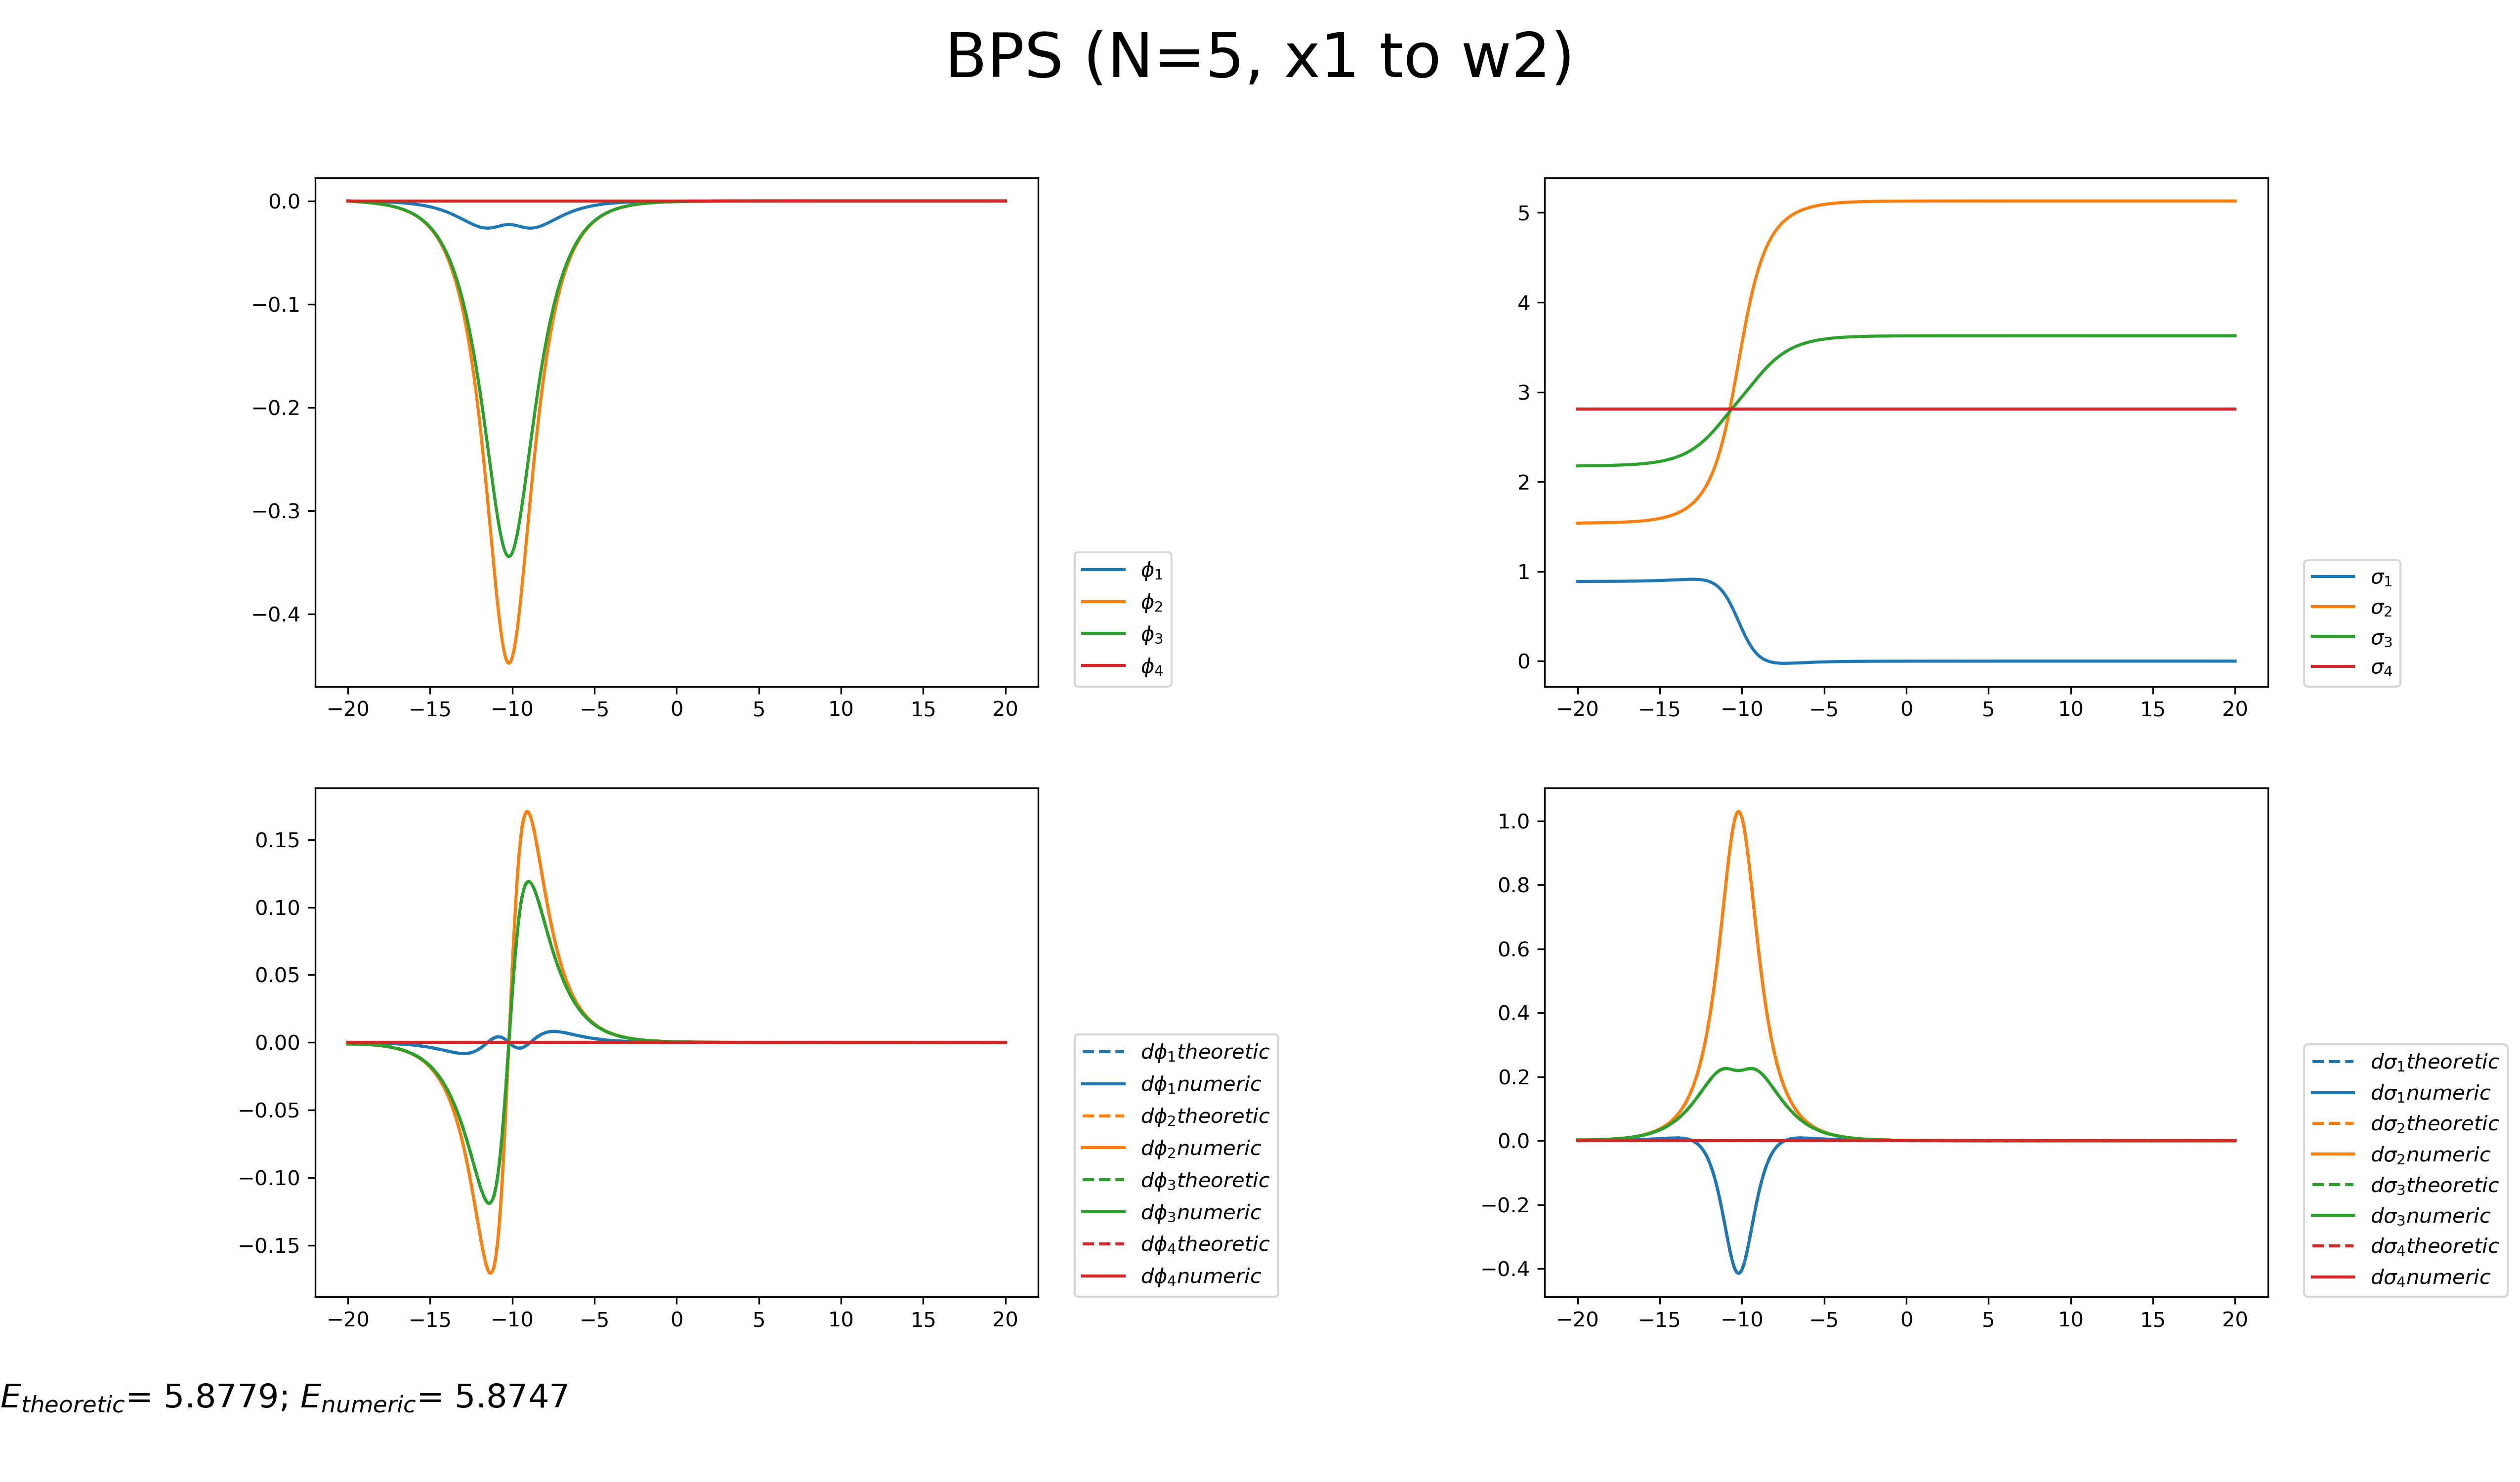 BPS (N=5, x1 to w2)
0.0
−0.1
−0.2
−0.3
−0.4
−20 −15 −10 −5 0 5 10 15 20
ϕ₁
ϕ₂
ϕ₃
ϕ₄
5
4
3
2
1
0
−20 −15 −10 −5 0 5 10 15 20
σ₁
σ₂
σ₃
σ₄
0.15
0.10
0.05
0.00
−0.05
−0.10
−0.15
−20 −15 −10 −5 0 5 10 15 20
dϕ₁theoretic
dϕ₁numeric
dϕ₂theoretic
dϕ₂numeric
dϕ₃theoretic
dϕ₃numeric
dϕ₄theoretic
dϕ₄numeric
1.0
0.8
0.6
0.4
0.2
0.0
−0.2
−0.4
−20 −15 −10 −5 0 5 10 15 20
dσ₁theoretic
dσ₁numeric
dσ₂theoretic
dσ₂numeric
dσ₃theoretic
dσ₃numeric
dσ₄theoretic
dσ₄numeric
E_theoretic= 5.8779; E_numeric= 5.8747